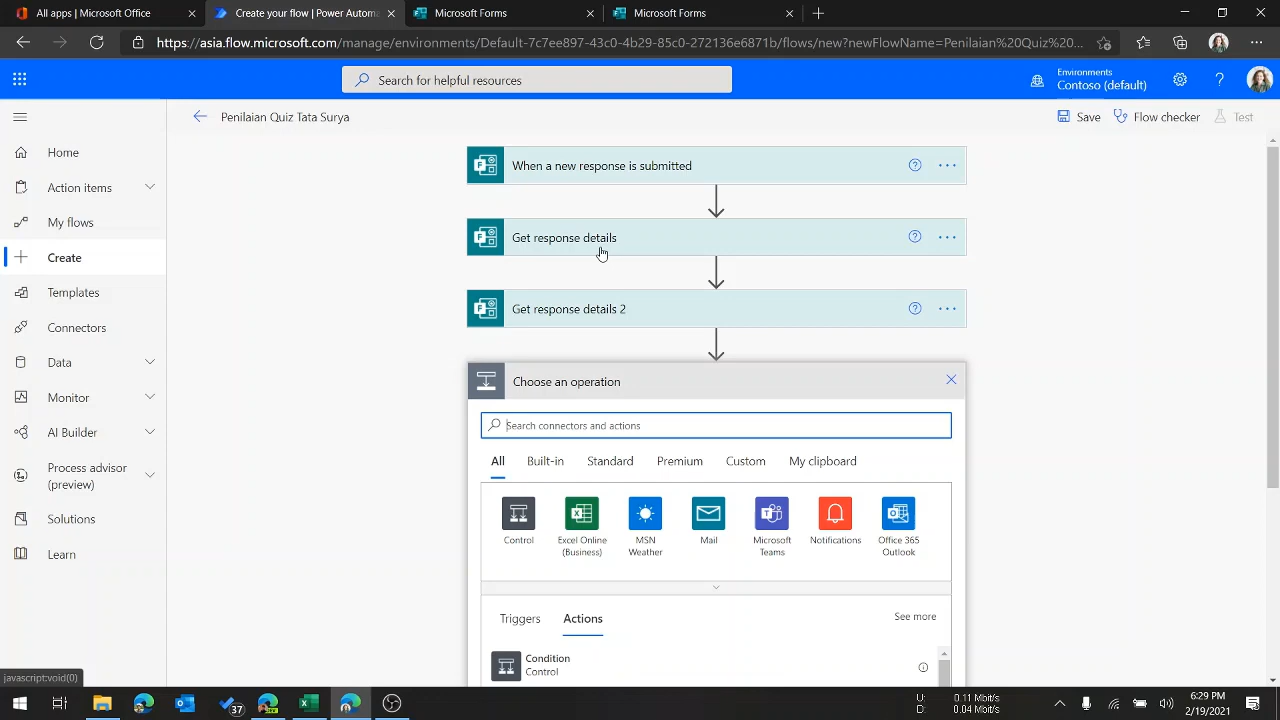 All apps | Microsoft Office
Create your flow | Power Automa
Microsoft Forms
Microsoft Forms
https://asia.flow.microsoft.com/manage/environments/Default-7c7ee897-43c0-4b29-85c0-272136e6871b/flows/new?newFlowName=Penilaian%20Quiz%20...
Search for helpful resources
Environments
Contoso (default)
Penilaian Quiz Tata Surya
Save
Flow checker
Test
Home
Action items
My flows
Create
Templates
Connectors
Data
Monitor
AI Builder
Process advisor
(preview)
Solutions
Learn
When a new response is submitted
Get response details
Get response details 2
Choose an operation
Search connectors and actions
All
Built-in
Standard
Premium
Custom
My clipboard
Control
Excel Online
(Business)
MSN
Weather
Mail
Microsoft
Teams
Notifications
Office 365
Outlook
Triggers
Actions
See more
Condition
Control
javascript:void(0)
37
U:
D:
0.11 Mbit/s
0.04 Mbit/s
6:29 PM
2/19/2021